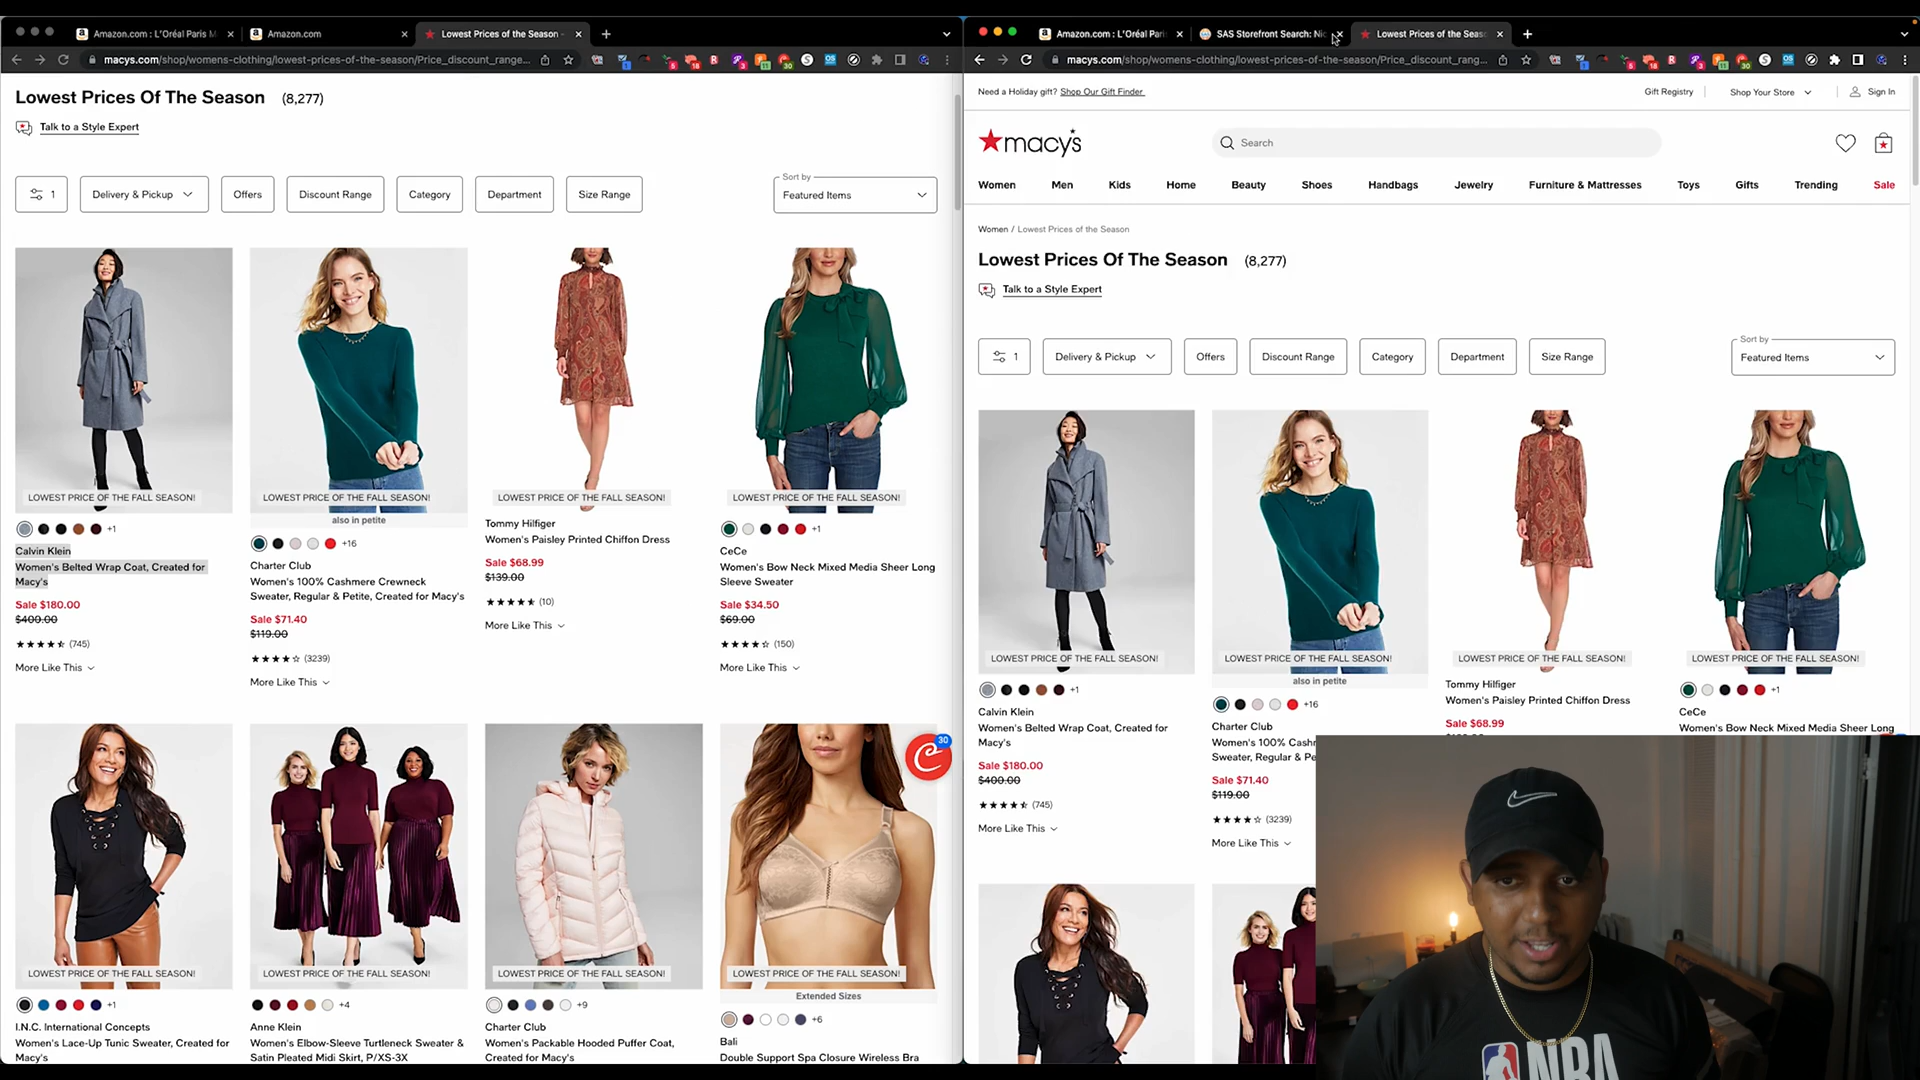 Amazon.com : L'Oréal Paris M
Amazon.com
Lowest Prices of the Season -
macys.com/shop/womens-clothing/lowest-prices-of-the-season/Price_discount_range...
Lowest Prices Of The Season (8,277)
Talk to a Style Expert
1
Delivery & Pickup
Offers
Discount Range
Category
Department
Size Range
Sort by
Featured Items
LOWEST PRICE OF THE FALL SEASON!
+1
Calvin Klein
Women's Belted Wrap Coat, Created for
Macy's
Sale $180.00
$400.00
(745)
More Like This
LOWEST PRICE OF THE FALL SEASON!
also in petite
+16
Charter Club
Women's 100% Cashmere Crewneck
Sweater, Regular & Petite, Created for Macy's
Sale $71.40
$119.00
(3239)
More Like This
LOWEST PRICE OF THE FALL SEASON!
Tommy Hilfiger
Women's Paisley Printed Chiffon Dress
Sale $68.99
$139.00
(10)
More Like This
LOWEST PRICE OF THE FALL SEASON!
+1
CeCe
Women's Bow Neck Mixed Media Sheer Long
Sleeve Sweater
Sale $34.50
$69.00
(150)
More Like This
LOWEST PRICE OF THE FALL SEASON!
+1
I.N.C. International Concepts
Women's Lace-Up Tunic Sweater, Created for
Macy's
LOWEST PRICE OF THE FALL SEASON!
+4
Anne Klein
Women's Elbow-Sleeve Turtleneck Sweater &
Satin Pleated Midi Skirt, P/XS-3X
LOWEST PRICE OF THE FALL SEASON!
+9
Charter Club
Women's Packable Hooded Puffer Coat,
Created for Macy's
30
LOWEST PRICE OF THE FALL SEASON!
Extended Sizes
+6
Bali
Double Support Spa Closure Wireless Bra
Amazon.com : L'Oréal Pari
SAS Storefront Search: Nic
Lowest Prices of the Seaso
macys.com/shop/womens-clothing/lowest-prices-of-the-season/Price_discount_rang...
Need a Holiday gift? Shop Our Gift Finder.
Gift Registry
Shop Your Store
Sign In
macy's
Search
Women
Men
Kids
Home
Beauty
Shoes
Handbags
Jewelry
Furniture & Mattresses
Toys
Gifts
Trending
Sale
Women / Lowest Prices of the Season
Lowest Prices Of The Season (8,277)
Talk to a Style Expert
1
Delivery & Pickup
Offers
Discount Range
Category
Department
Size Range
Sort by
Featured Items
LOWEST PRICE OF THE FALL SEASON!
+1
Calvin Klein
Women's Belted Wrap Coat, Created for
Macy's
Sale $180.00
$400.00
(745)
More Like This
LOWEST PRICE OF THE FALL SEASON!
also in petite
+16
Charter Club
Women's 100% Cashm
Sweater, Regular & Pe
Sale $71.40
$119.00
(3239)
More Like This
LOWEST PRICE OF THE FALL SEASON!
Tommy Hilfiger
Women's Paisley Printed Chiffon Dress
Sale $68.99
LOWEST PRICE OF THE FALL SEASON!
+1
CeCe
Women's Bow Neck Mixed Media Sheer Long
NBA